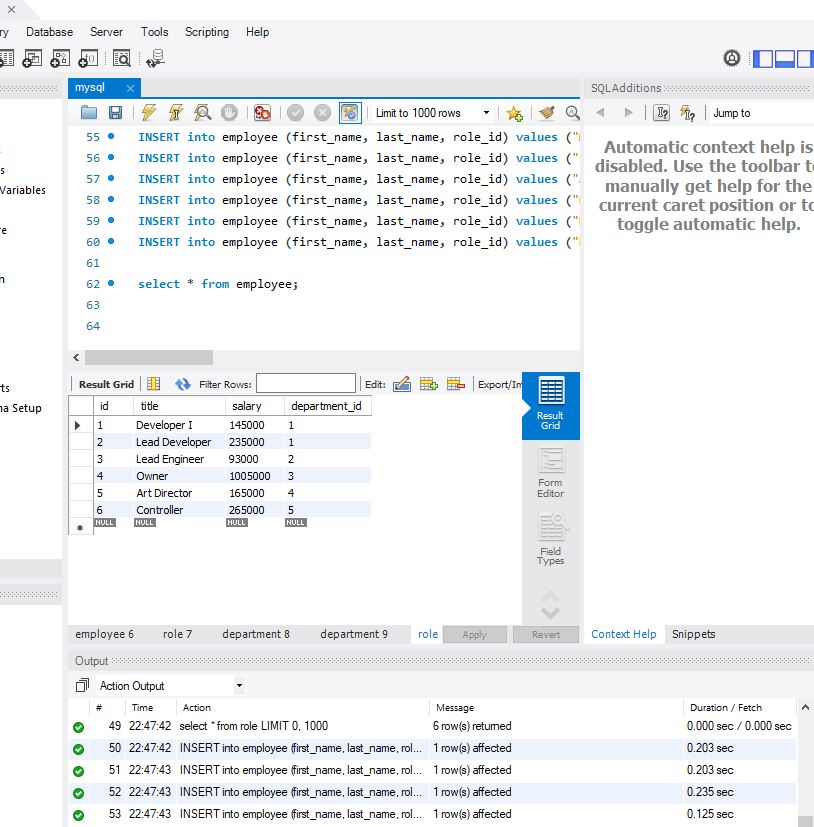 Database Server Tools Scripting Help
mysql
SQLAdditions
Limit to 1000 rows
Jump to
55 INSERT into employee (first_name, last_name, role_id) values ("
56 INSERT into employee (first_name, last_name, role_id) values ("
57 INSERT into employee (first_name, last_name, role_id) values ("
58 INSERT into employee (first_name, last_name, role_id) values ("
59 INSERT into employee (first_name, last_name, role_id) values ("
60 INSERT into employee (first_name, last_name, role_id) values ("
61
62 select * from employee;
63
64
Automatic context help is
disabled. Use the toolbar to
manually get help for the
current caret position or to
toggle automatic help.
Variables
Setup
Result Grid Filter Rows: Edit: Export/Im
id title salary department_id
1 Developer I 145000 1
2 Lead Developer 235000 1
3 Lead Engineer 93000 2
4 Owner 1005000 3
5 Art Director 165000 4
6 Controller 265000 5
NULL NULL NULL NULL
Result
Grid
Form
Editor
Field
Types
employee 6 role 7 department 8 department 9 role Apply Revert
Context Help Snippets
Output
Action Output
# Time Action Message Duration / Fetch
49 22:47:42 select * from role LIMIT 0, 1000 6 row(s) returned 0.000 sec / 0.000 sec
50 22:47:42 INSERT into employee (first_name, last_name, rol... 1 row(s) affected 0.203 sec
51 22:47:43 INSERT into employee (first_name, last_name, rol... 1 row(s) affected 0.203 sec
52 22:47:43 INSERT into employee (first_name, last_name, rol... 1 row(s) affected 0.235 sec
53 22:47:43 INSERT into employee (first_name, last_name, rol... 1 row(s) affected 0.125 sec